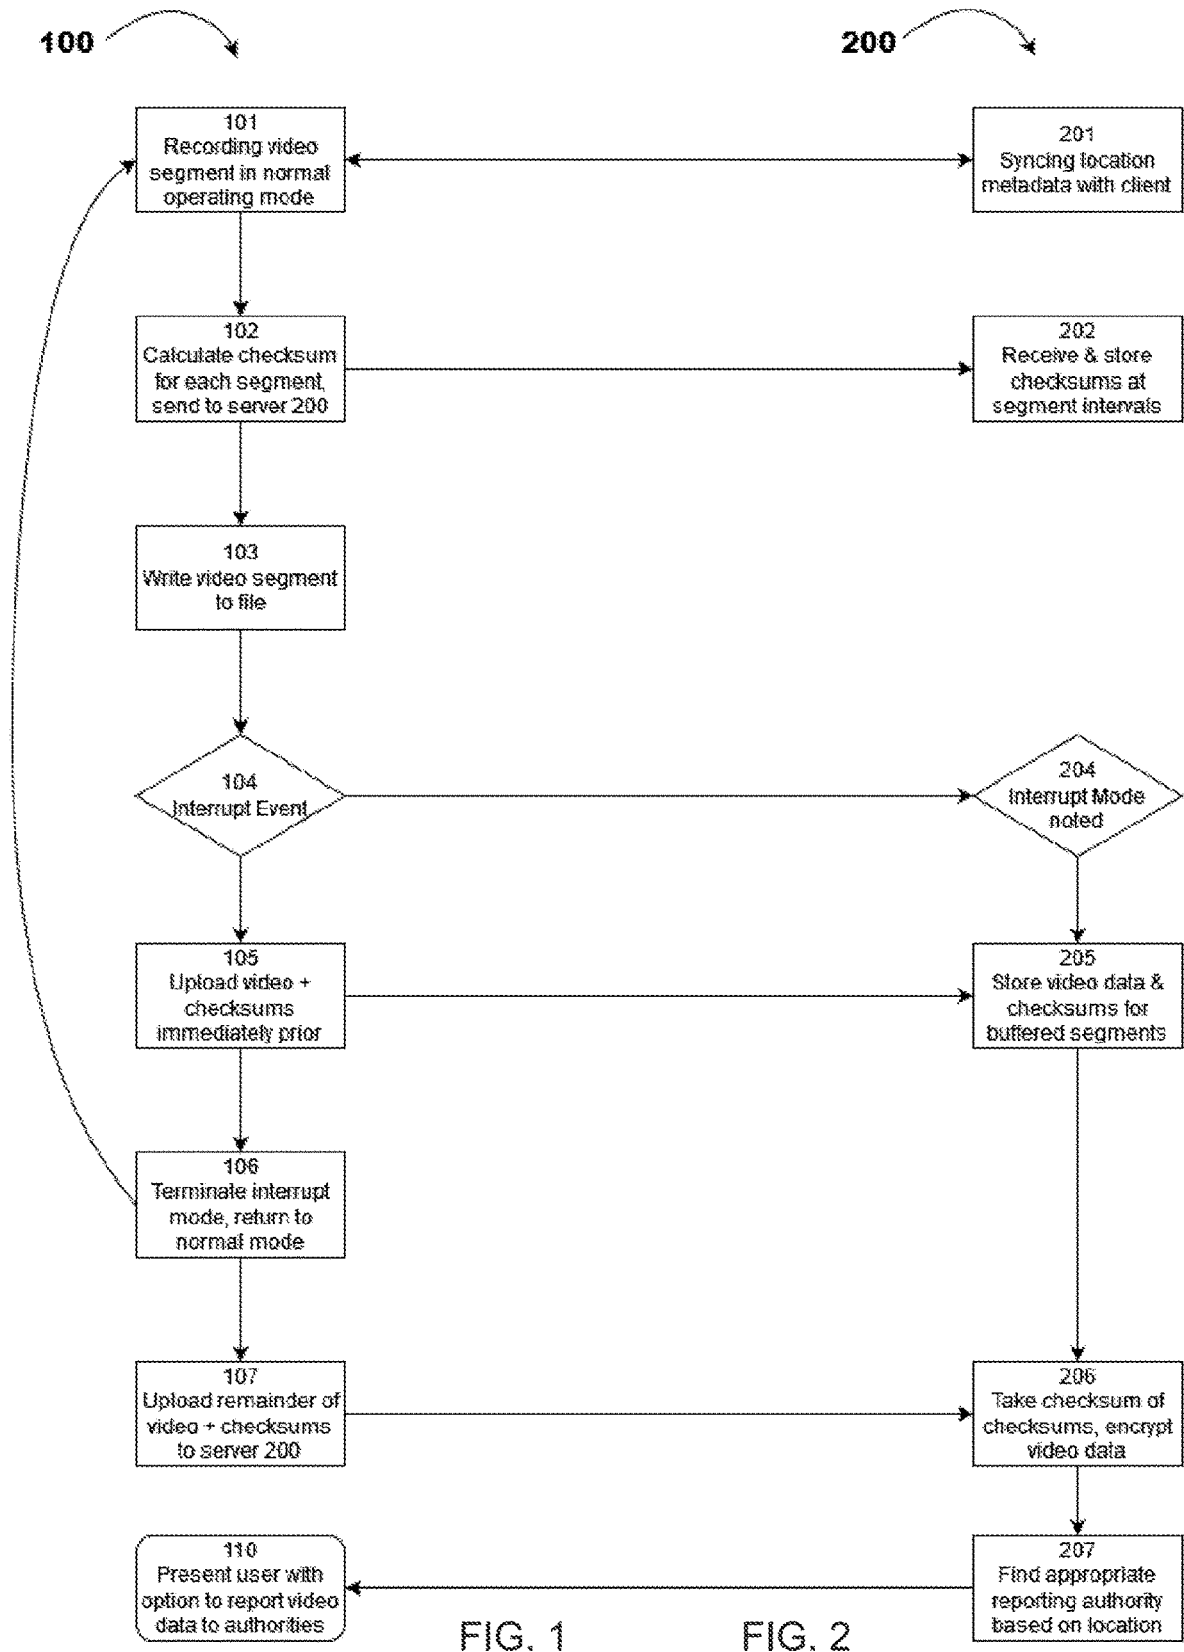 100
200
101
Recording video
segment in normal
operating mode
201
Syncing location
metadata with client
102
Calculate checksum
for each segment,
send to server 200
202
Receive & store
checksums at
segment intervals
103
Write video segment
to file
104
Interrupt Event
204
Interrupt Mode
noted
105
Upload video +
checksums
immediately prior
205
Store video data &
checksums for
buffered segments
106
Terminate interrupt
mode, return to
normal mode
107
Upload remainder of
video + checksums
to server 200
206
Take checksum of
checksums, encrypt
video data
110
Present user with
option to report video
data to authorities
207
Find appropriate
reporting authority
based on location
FIG. 1
FIG. 2